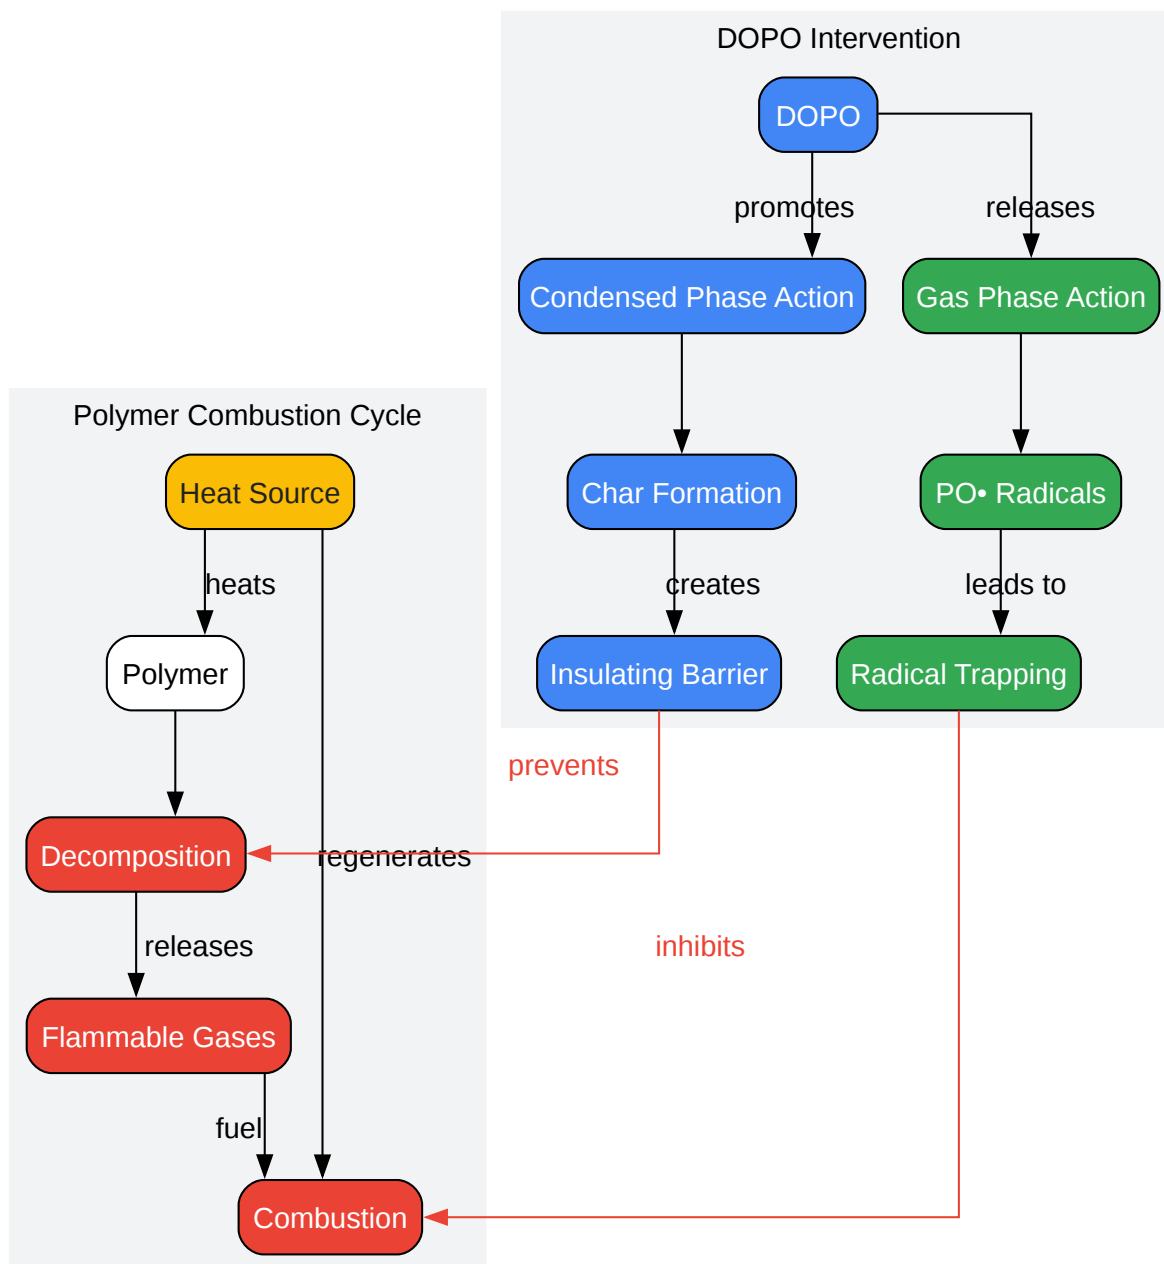 DOPO Intervention
DOPO
promotes
releases
Condensed Phase Action
Gas Phase Action
Polymer Combustion Cycle
Heat Source
Char Formation
PO• Radicals
heats
creates
leads to
Polymer
Insulating Barrier
Radical Trapping
prevents
Decomposition
regenerates
releases
inhibits
Flammable Gases
fuel
Combustion